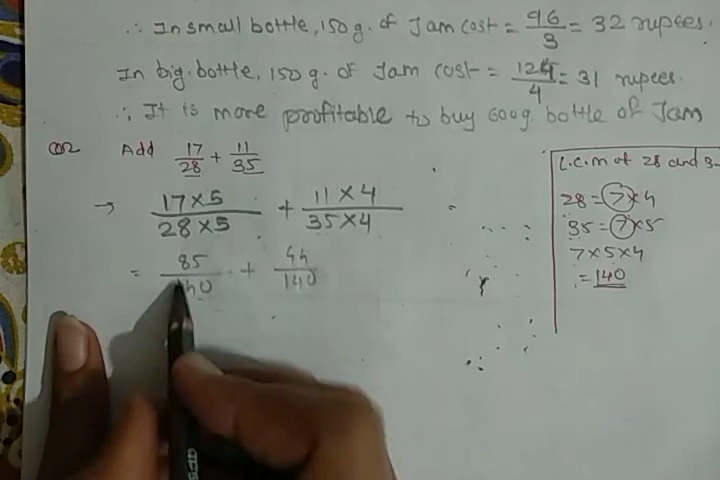 ∴ In small bottle, 150 g. of Jam cost = 96/3 = 32 rupees.
In big bottle, 150 g. of Jam cost = 124/4 = 31 rupees.
∴ It is more profitable to buy 600g bottle of Jam
OR Add 17/28 + 11/35
→ 17×5/28×5 + 11×4/35×4 =
= 85/140 + 44/140
L.C.M of 28 and
28 = 7×4
35 = 7×5
7×5×4
= 140